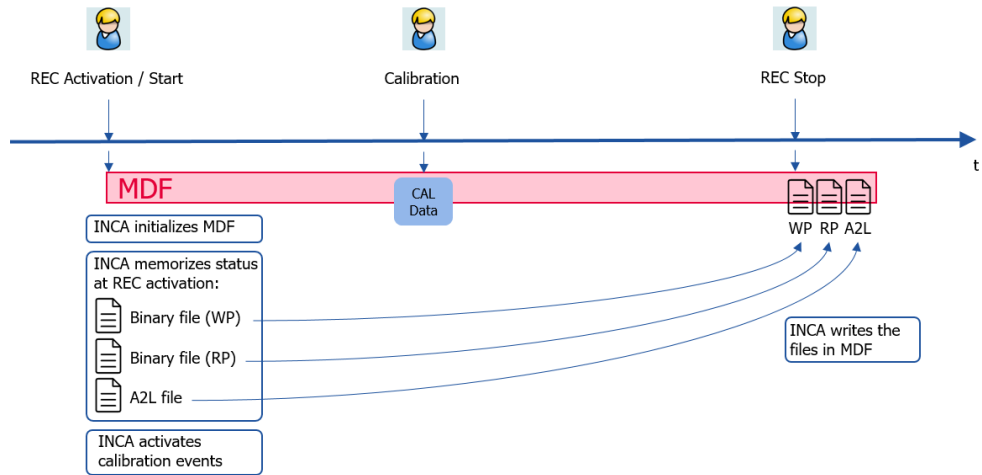 REC Activation / Start
Calibration
REC Stop
t
MDF
CAL
Data
WP RP A2L
INCA initializes MDF
INCA memorizes status
at REC activation:
Binary file (WP)
Binary file (RP)
A2L file
INCA writes the
files in MDF
INCA activates
calibration events